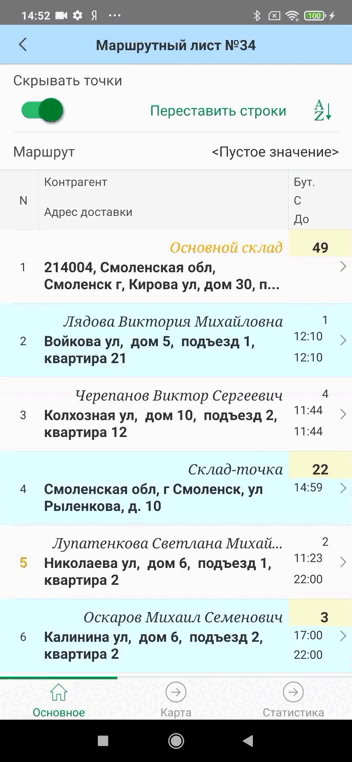 14:52 Я ··· 100
Маршрутный лист №34
Скрывать точки
Переставить строки A Z
Маршрут <Пустое значение>
N Контрагент Бут.
Адрес доставки С
До
Основной склад 49
1 214004, Смоленская обл,
Смоленск г, Кирова ул, дом 30, п...
Лядова Виктория Михайловна 1
2 Войкова ул, дом 5, подъезд 1, 12:10
квартира 21 12:10
Черепанов Виктор Сергеевич 4
3 Колхозная ул, дом 10, подъезд 2, 11:44
квартира 12 11:44
Склад-точка 22
4 Смоленская обл, г Смоленск, ул 14:59
Рыленкова, д. 10
Лупатенкова Светлана Михай... 2
5 Николаева ул, дом 6, подъезд 1, 11:23
квартира 2 22:00
Оскаров Михаил Семенович 3
6 Калинина ул, дом 6, подъезд 2, 17:00
квартира 2 22:00
Основное Карта Статистика